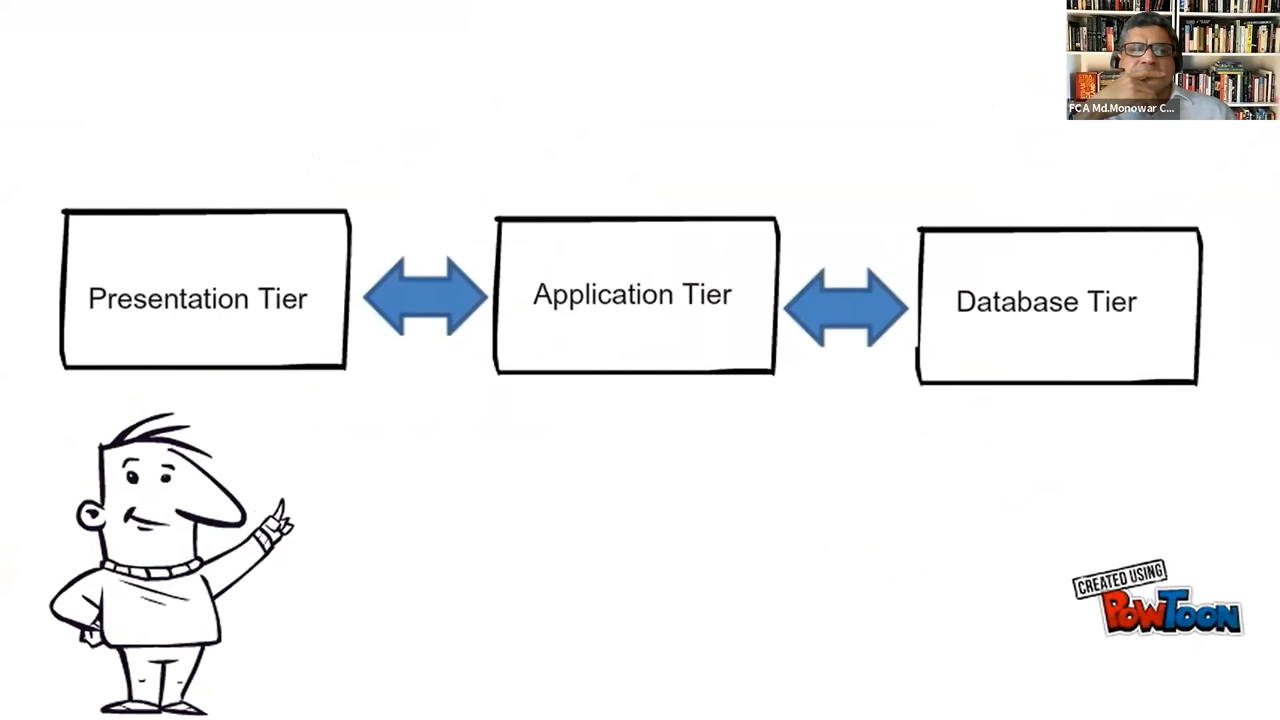 FCA Md.Monowar C...
Presentation Tier
Application Tier
Database Tier
CREATED USING
POWTOON